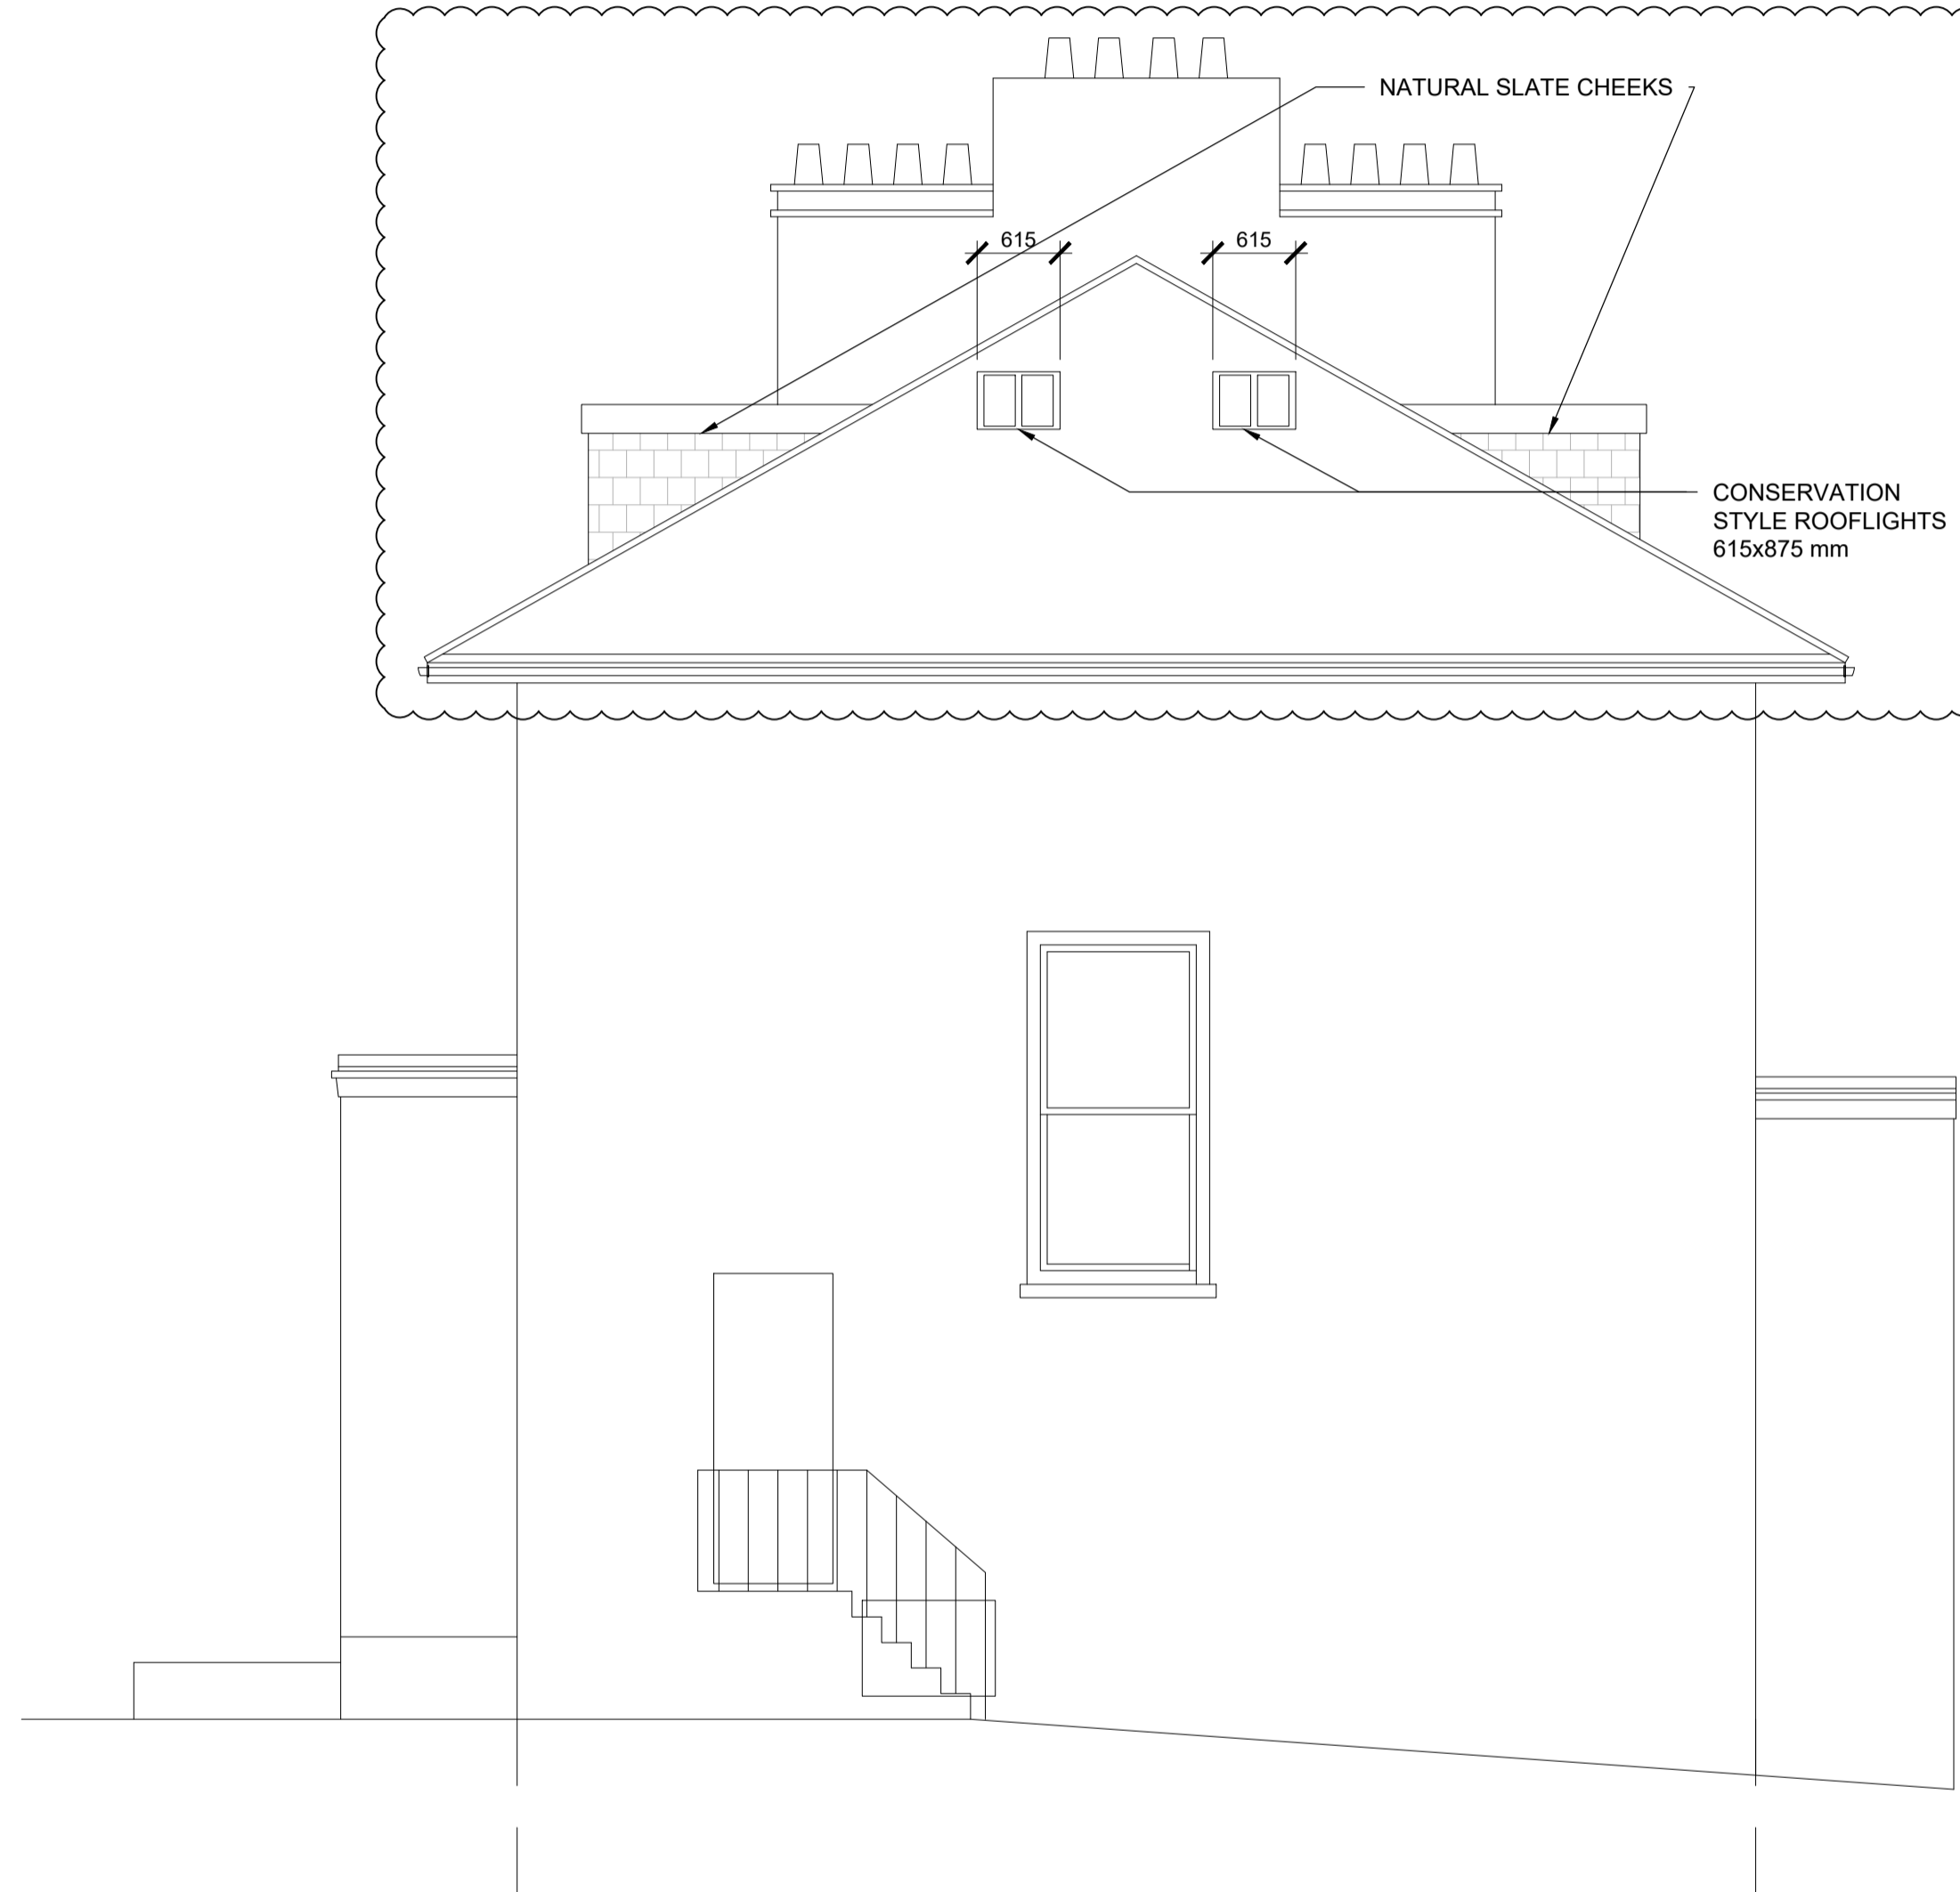 NATURAL SLATE CHEEKS
615
615
CONSERVATION
STYLE ROOFLIGHTS
615x875 mm